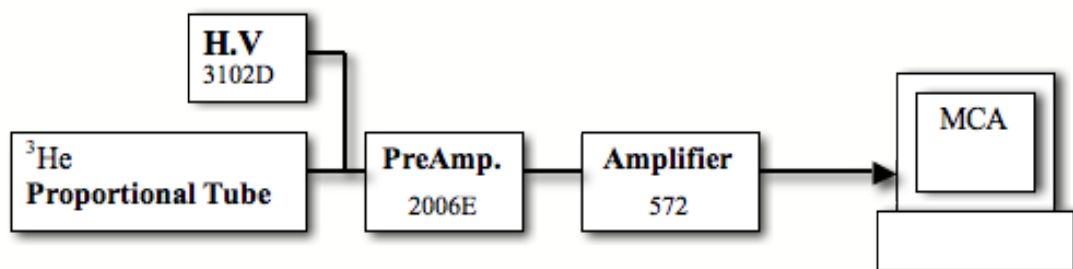 H.V
3102D
³He
Proportional Tube
PreAmp.
2006E
Amplifier
572
MCA